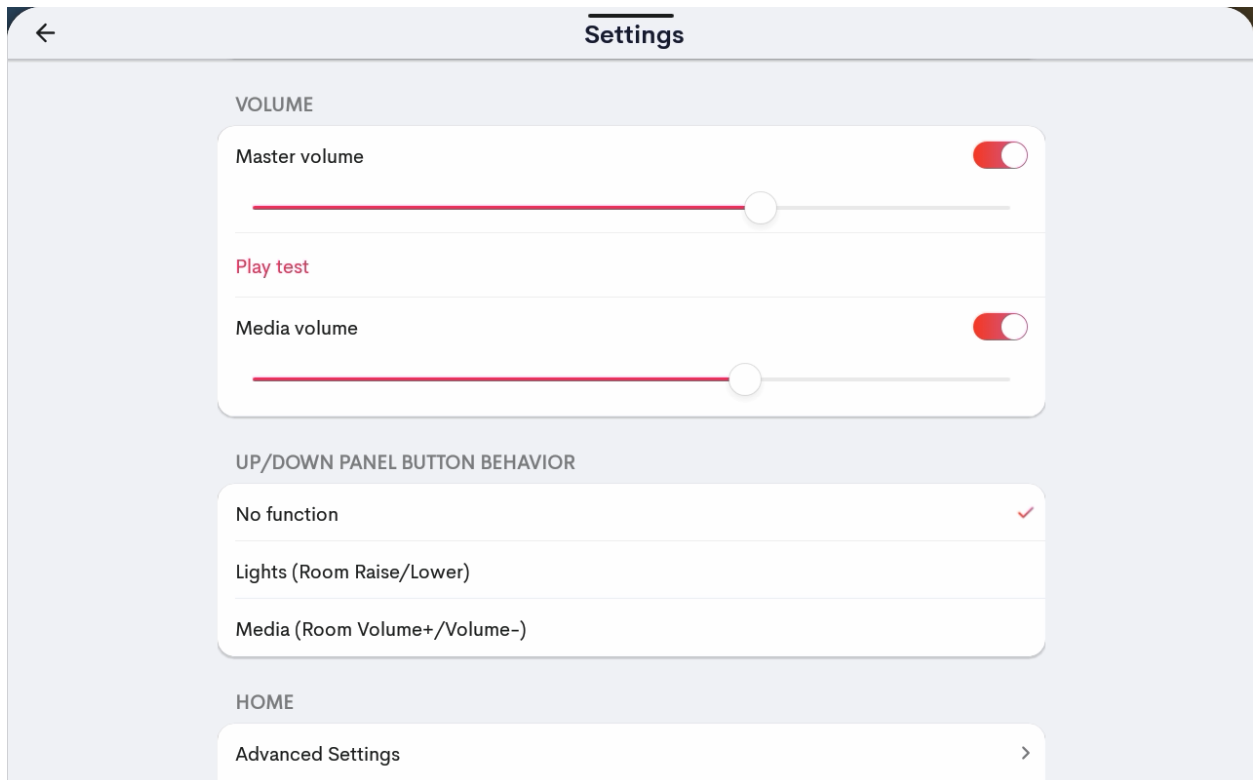 Settings
VOLUME
Master volume
Play test
Media volume
UP/DOWN PANEL BUTTON BEHAVIOR
No function
Lights (Room Raise/Lower)
Media (Room Volume+/Volume-)
HOME
Advanced Settings